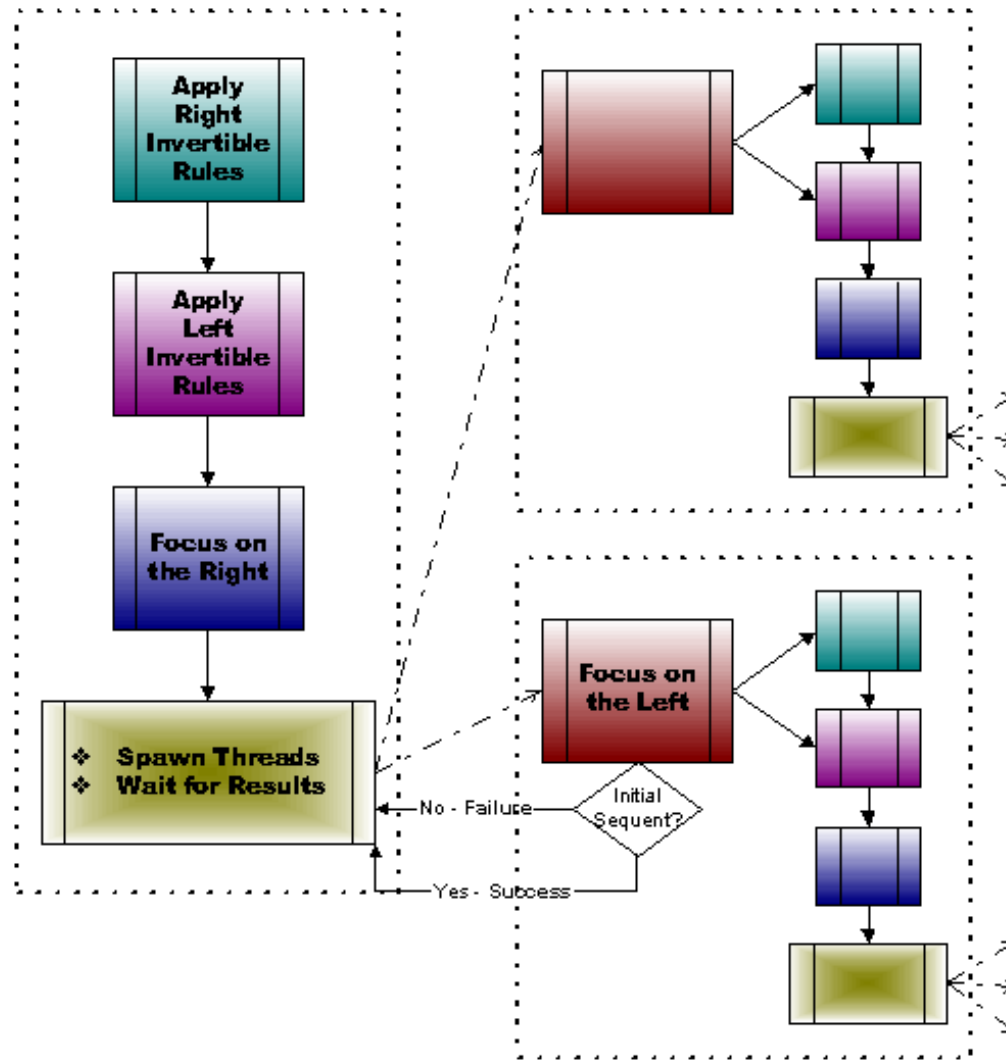 Apply
Right
Invertible
Rules
Apply
Left
Invertible
Rules
Focus on
the Right
❖ Spawn Threads
❖ Wait for Results
Focus on
the Left
Initial
Sequent?
No - Failure
Yes - Success